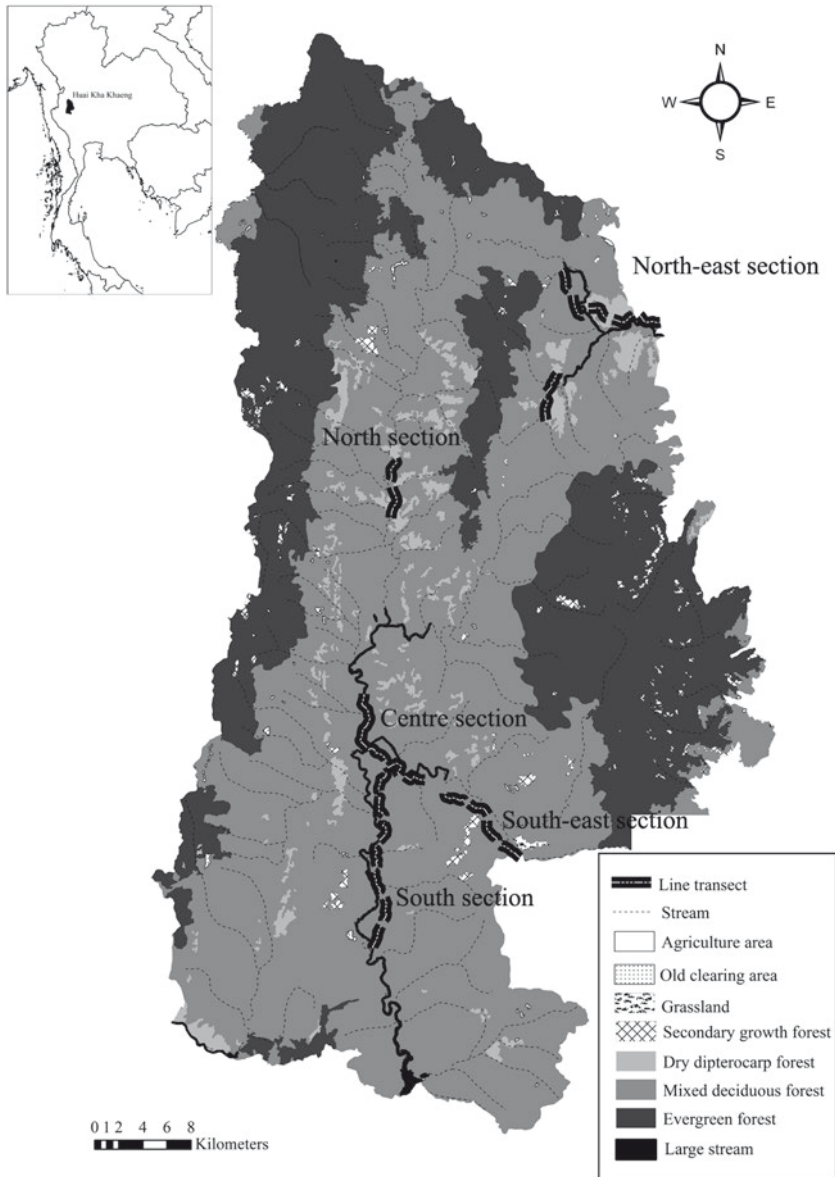 Huai Kha Khaeng
N
W E
S
North-east section
North section
Centre section
South-east section
South section
Line transect
Stream
Agriculture area
Old clearing area
Grassland
Secondary growth forest
Dry dipterocarp forest
Mixed deciduous forest
Evergreen forest
Large stream
0 1 2 4 6 8
Kilometers